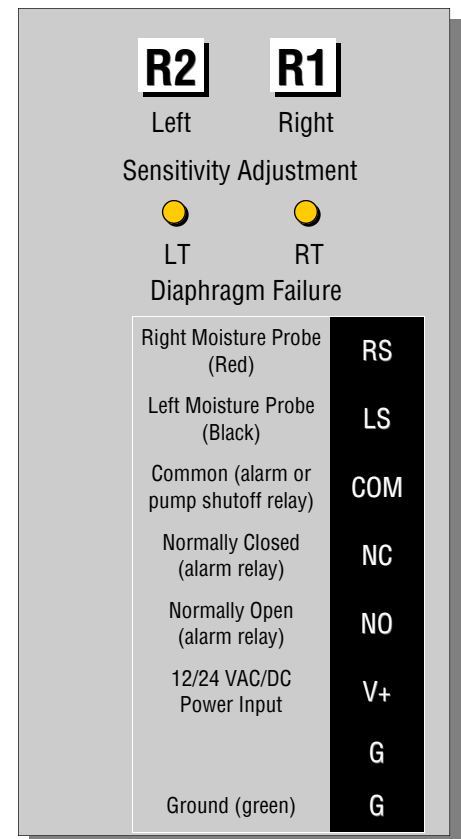 R2 R1
Left Right
Sensitivity Adjustment
LT RT
Diaphragm Failure
Right Moisture Probe
(Red)
RS
Left Moisture Probe
(Black)
LS
Common (alarm or
pump shutoff relay)
COM
Normally Closed
(alarm relay)
NC
Normally Open
(alarm relay)
NO
12/24 VAC/DC
Power Input
V+
G
Ground (green) G